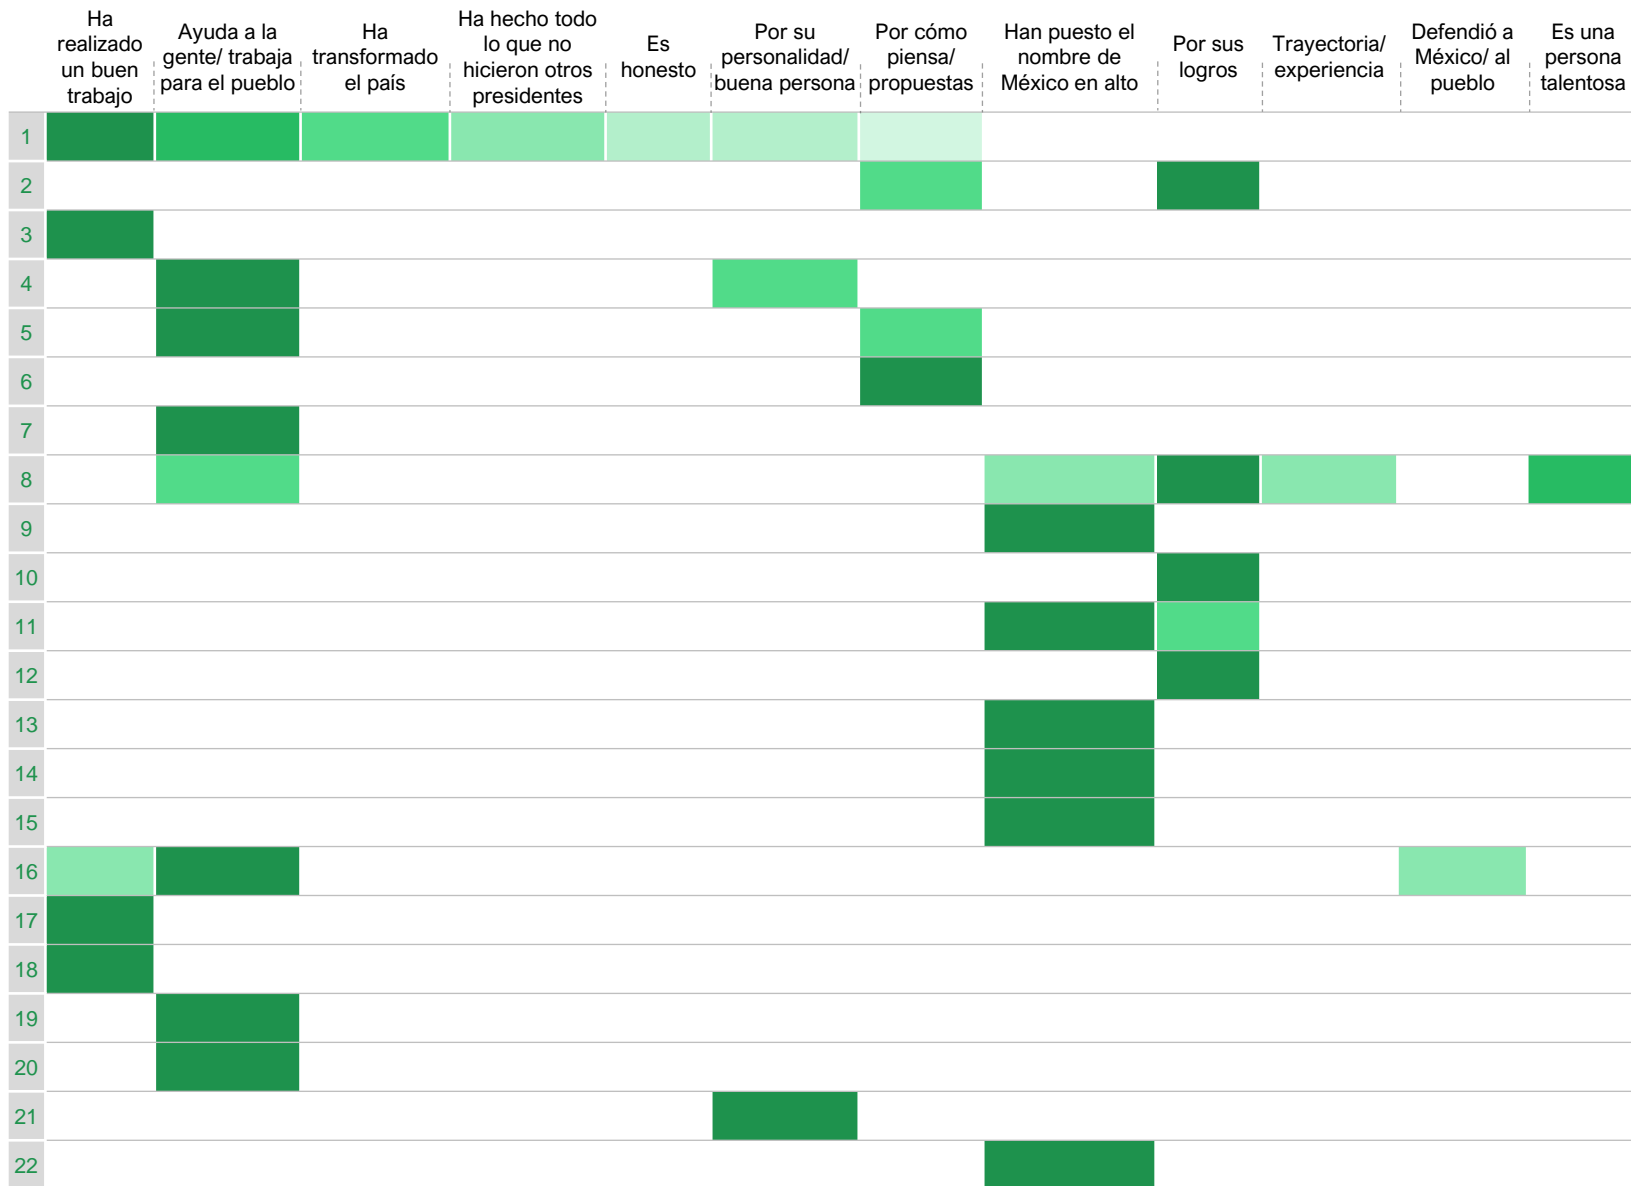 Ha
realizado
un buen
trabajo
Ayuda a la
gente/ trabaja
para el pueblo
Ha
transformado
el país
Ha hecho todo
lo que no
hicieron otros
presidentes
Es
honesto
Por su
personalidad/
buena persona
Por cómo
piensa/
propuestas
Han puesto el
nombre de
México en alto
Por sus
logros
Trayectoria/
experiencia
Defendió a
México/ al
pueblo
Es una
persona
talentosa
1
2
3
4
5
6
7
8
9
10
11
12
13
14
15
16
17
18
19
20
21
22